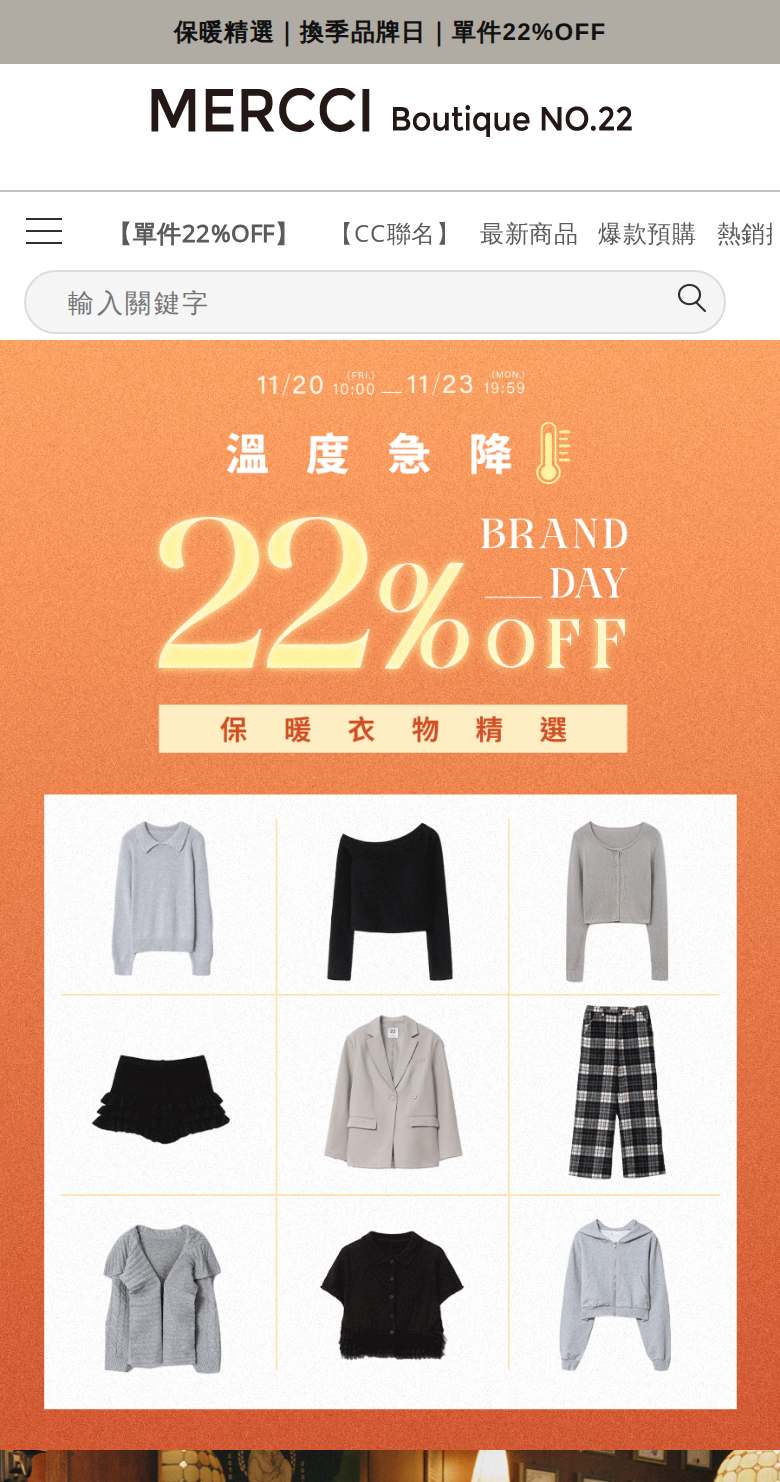 保暖精選｜換季品牌日｜單件22%OFF
MERCCI Boutique NO.22
【單件22%OFF】 【CC聯名】 最新商品 爆款預購 熱銷
輸入關鍵字
(FRI.) (MON.)
11/20 10:00 — 11/23 19:59
溫度急降
BRAND
DAY
22% OFF
保暖衣物精選